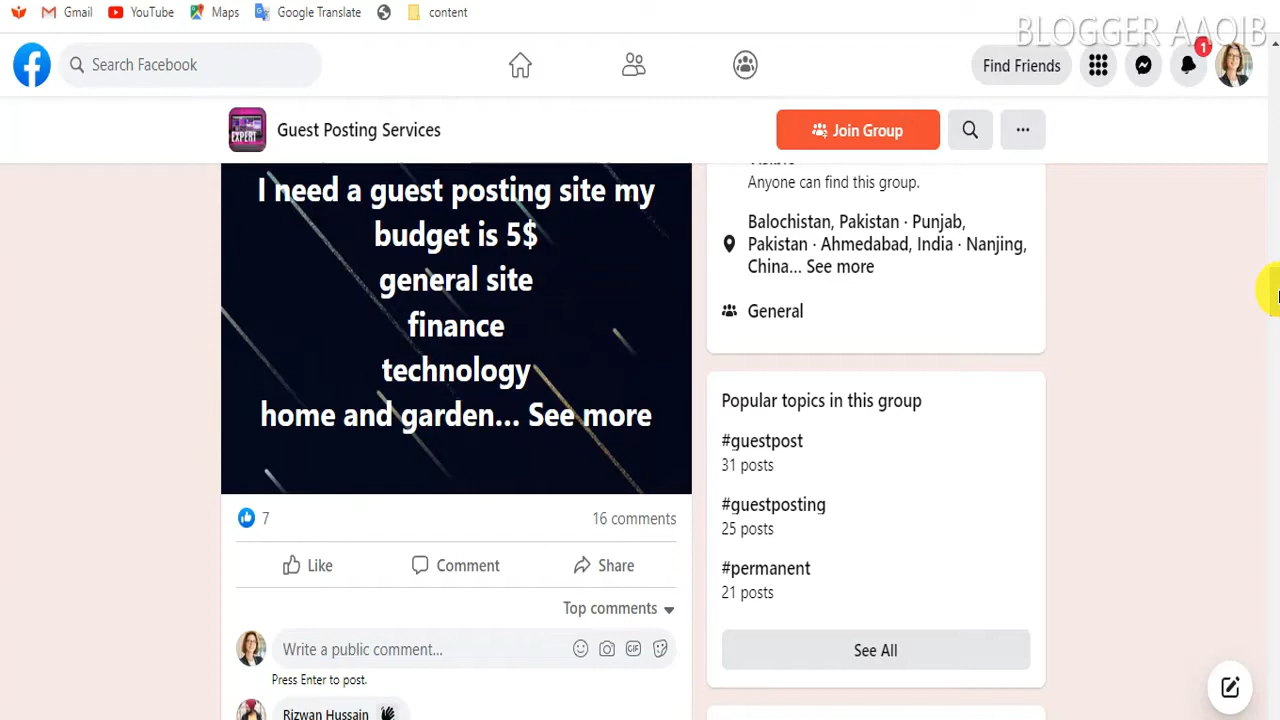 Gmail
YouTube
Maps
Google Translate
content
BLOGGER AAQIB
Search Facebook
Find Friends
1
EXPERT
Guest Posting Services
Join Group
I need a guest posting site my
budget is 5$
general site
finance
technology
home and garden... See more
7
16 comments
Like
Comment
Share
Top comments
Write a public comment...
GIF
Press Enter to post.
Rizwan Hussain
Anyone can find this group.
Balochistan, Pakistan · Punjab,
Pakistan · Ahmedabad, India · Nanjing,
China... See more
General
Popular topics in this group
#guestpost
31 posts
#guestposting
25 posts
#permanent
21 posts
See All